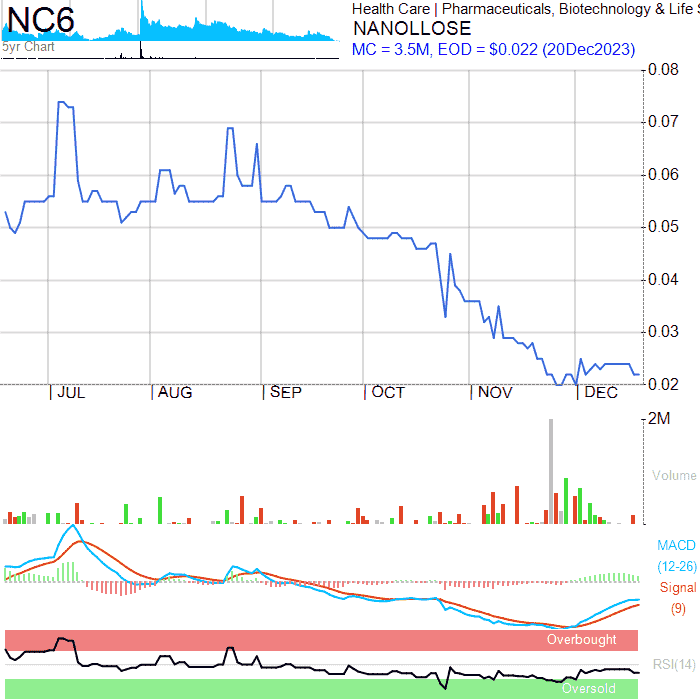 NC6
5yr Chart
Health Care | Pharmaceuticals, Biotechnology & Life S
NANOLLOSE
MC = 3.5M, EOD = $0.022 (20Dec2023)
0.08
0.07
0.06
0.05
0.04
0.03
0.02
JUL AUG SEP OCT NOV DEC
2M
Volume
MACD
(12-26)
Signal
(9)
Overbought
RSI(14)
Oversold